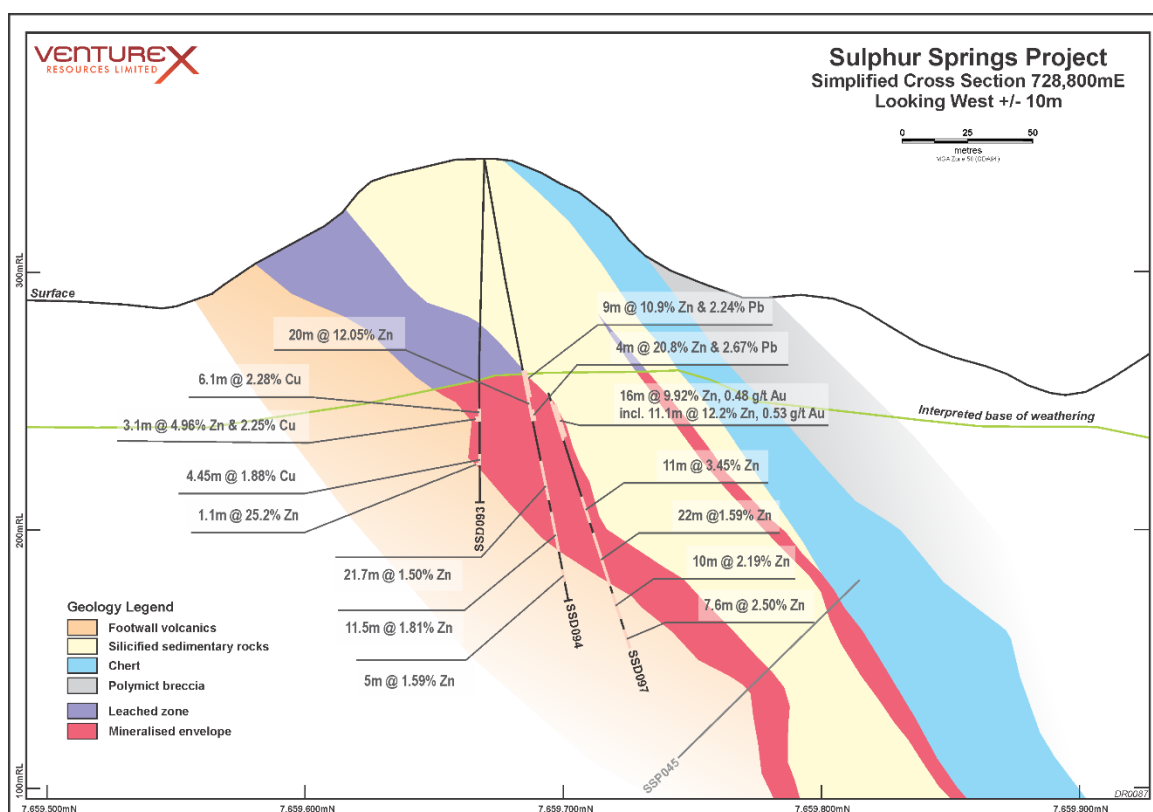 VENTUREX
RESOURCES LIMITED
Sulphur Springs Project
Simplified Cross Section 728,800mE
Looking West +/- 10m
0 25 50
metres
MGA Zone 50 (GDA94)
300mRL
Surface
9m @ 10.9% Zn & 2.24% Pb
20m @ 12.05% Zn
4m @ 20.8% Zn & 2.67% Pb
6.1m @ 2.28% Cu
16m @ 9.92% Zn, 0.48 g/t Au
incl. 11.1m @ 12.2% Zn, 0.53 g/t Au
Interpreted base of weathering
3.1m @ 4.96% Zn & 2.25% Cu
11m @ 3.45% Zn
4.45m @ 1.88% Cu
1.1m @ 25.2% Zn
22m @1.59% Zn
SSD093
200mRL
10m @ 2.19% Zn
21.7m @ 1.50% Zn
7.6m @ 2.50% Zn
11.5m @ 1.81% Zn
SSD094
5m @ 1.59% Zn
SSD097
Geology Legend
Footwall volcanics
Silicified sedimentary rocks
Chert
Polymict breccia
Leached zone
Mineralised envelope
SSP045
100mRL
DR0087
7,659,500mN
7,659,600mN
7,659,700mN
7,659,800mN
7,659,900mN